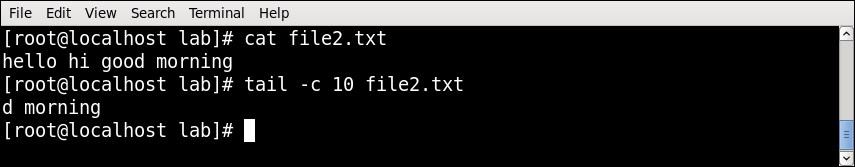 File Edit View Search Terminal Help
[root@localhost lab]# cat file2.txt
hello hi good morning
[root@localhost lab]# tail -c 10 file2.txt
d morning
[root@localhost lab]#